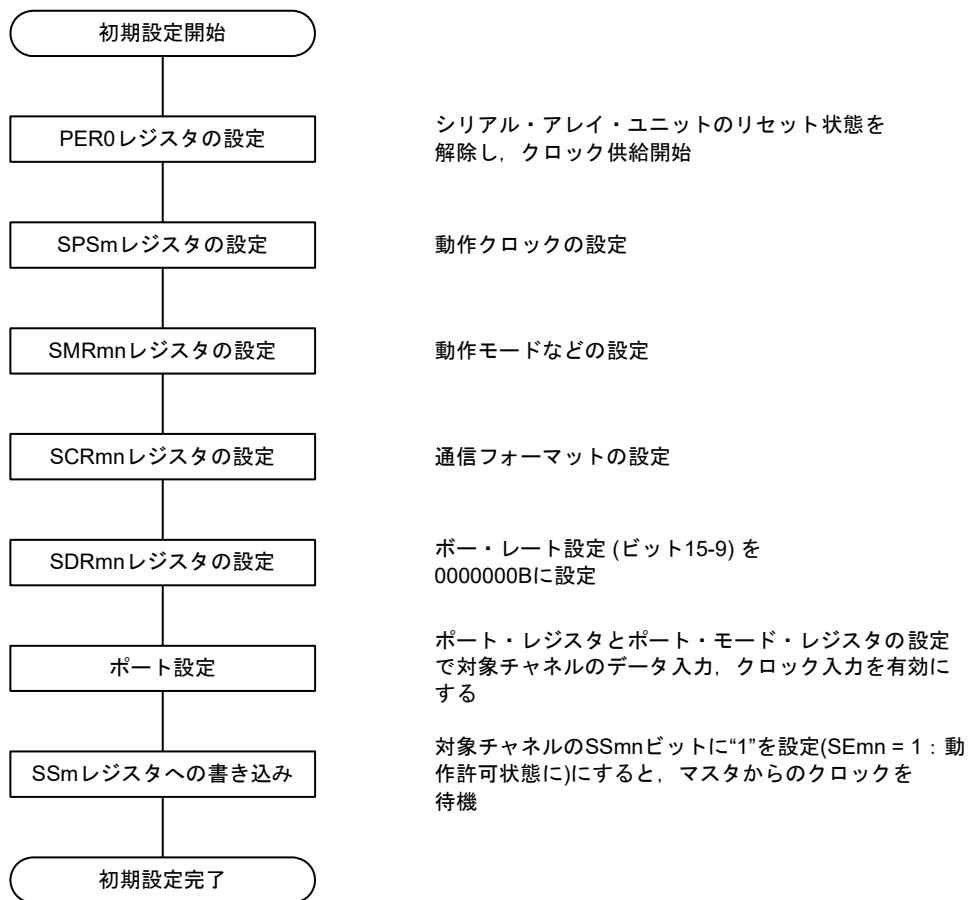 初期設定開始
PER0レジスタの設定
シリアル・アレイ・ユニットのリセット状態を
解除し，クロック供給開始
SPSmレジスタの設定
動作クロックの設定
SMRmnレジスタの設定
動作モードなどの設定
SCRmnレジスタの設定
通信フォーマットの設定
SDRmnレジスタの設定
ボー・レート設定 (ビット15-9) を
0000000Bに設定
ポート設定
ポート・レジスタとポート・モード・レジスタの設定
で対象チャネルのデータ入力，クロック入力を有効に
する
SSmレジスタへの書き込み
対象チャネルのSSmnビットに“1”を設定(SEmn = 1：動
作許可状態に)にすると，マスタからのクロックを
待機
初期設定完了